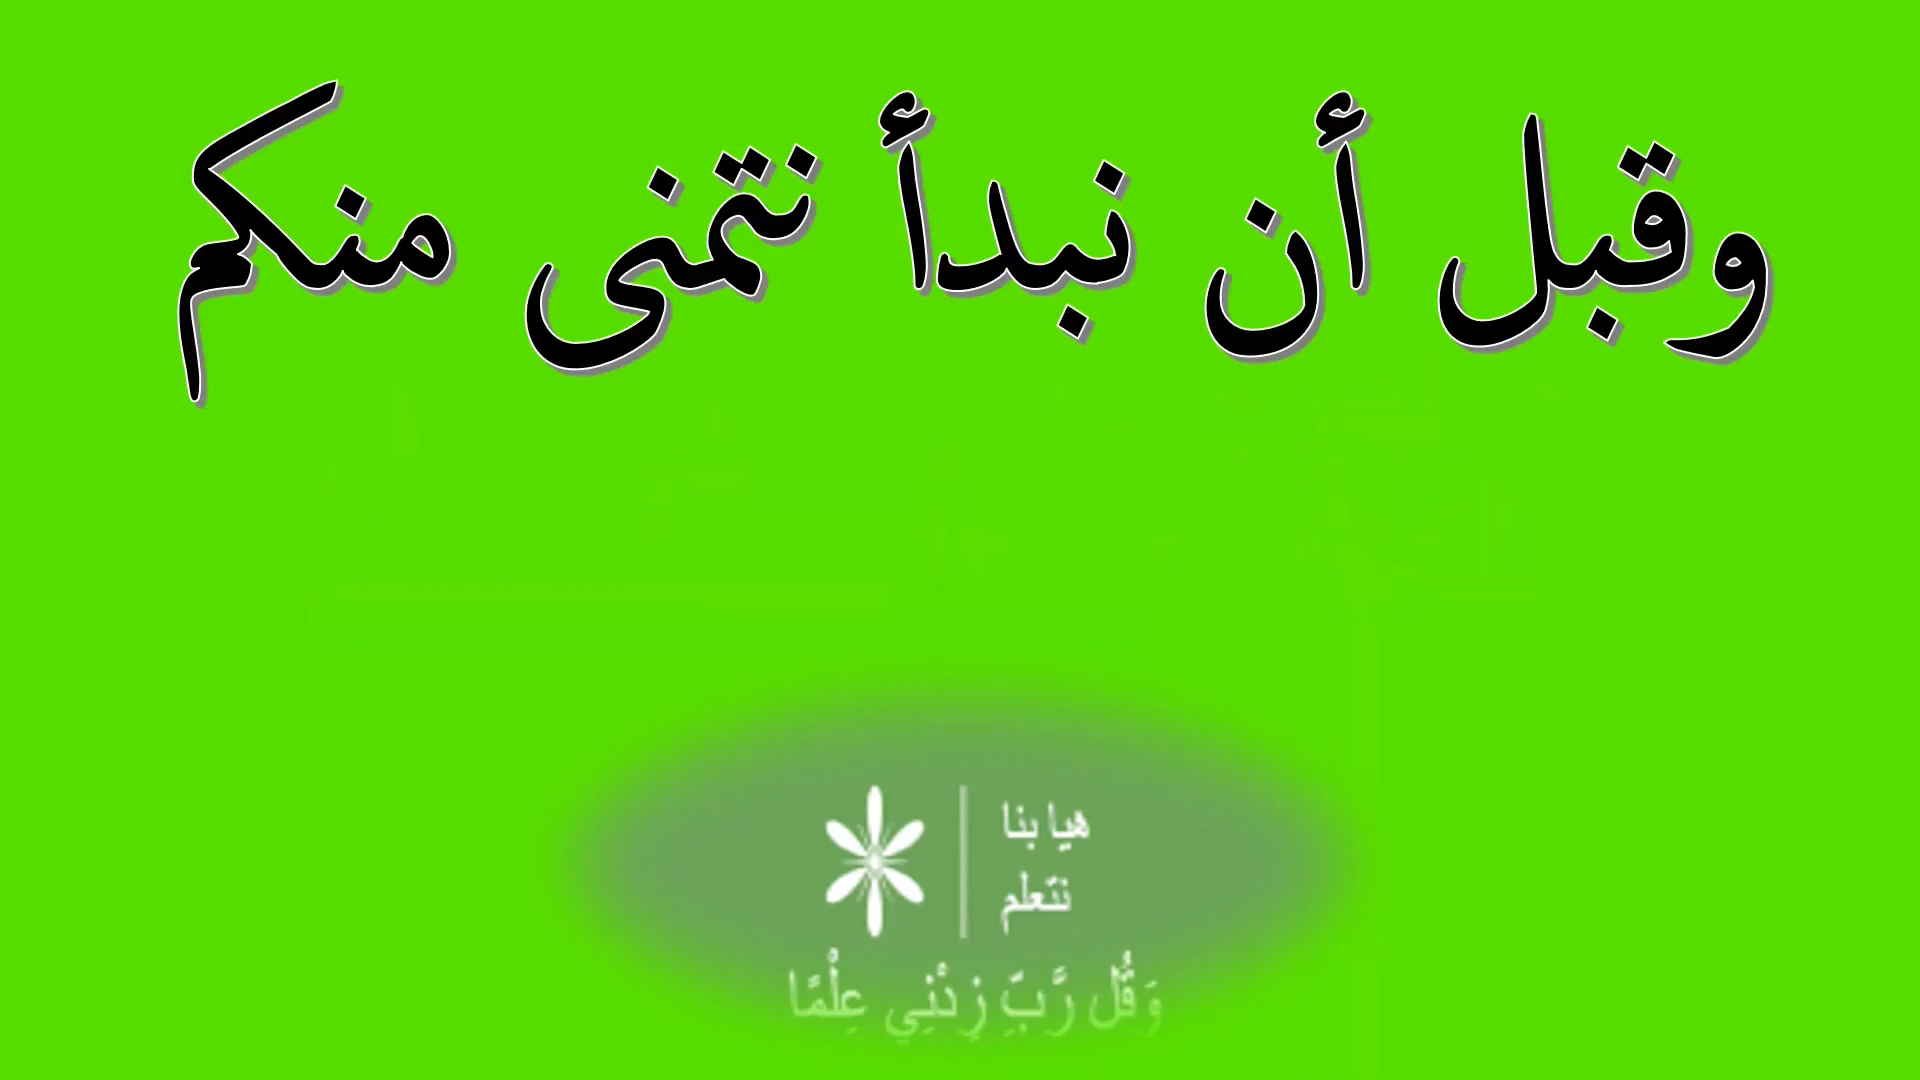 وقبل أن نبدأ نتمنى منكم
هيا بنا
نتعلم
وَقُل رَّبِّ زِدْنِي عِلْمًا